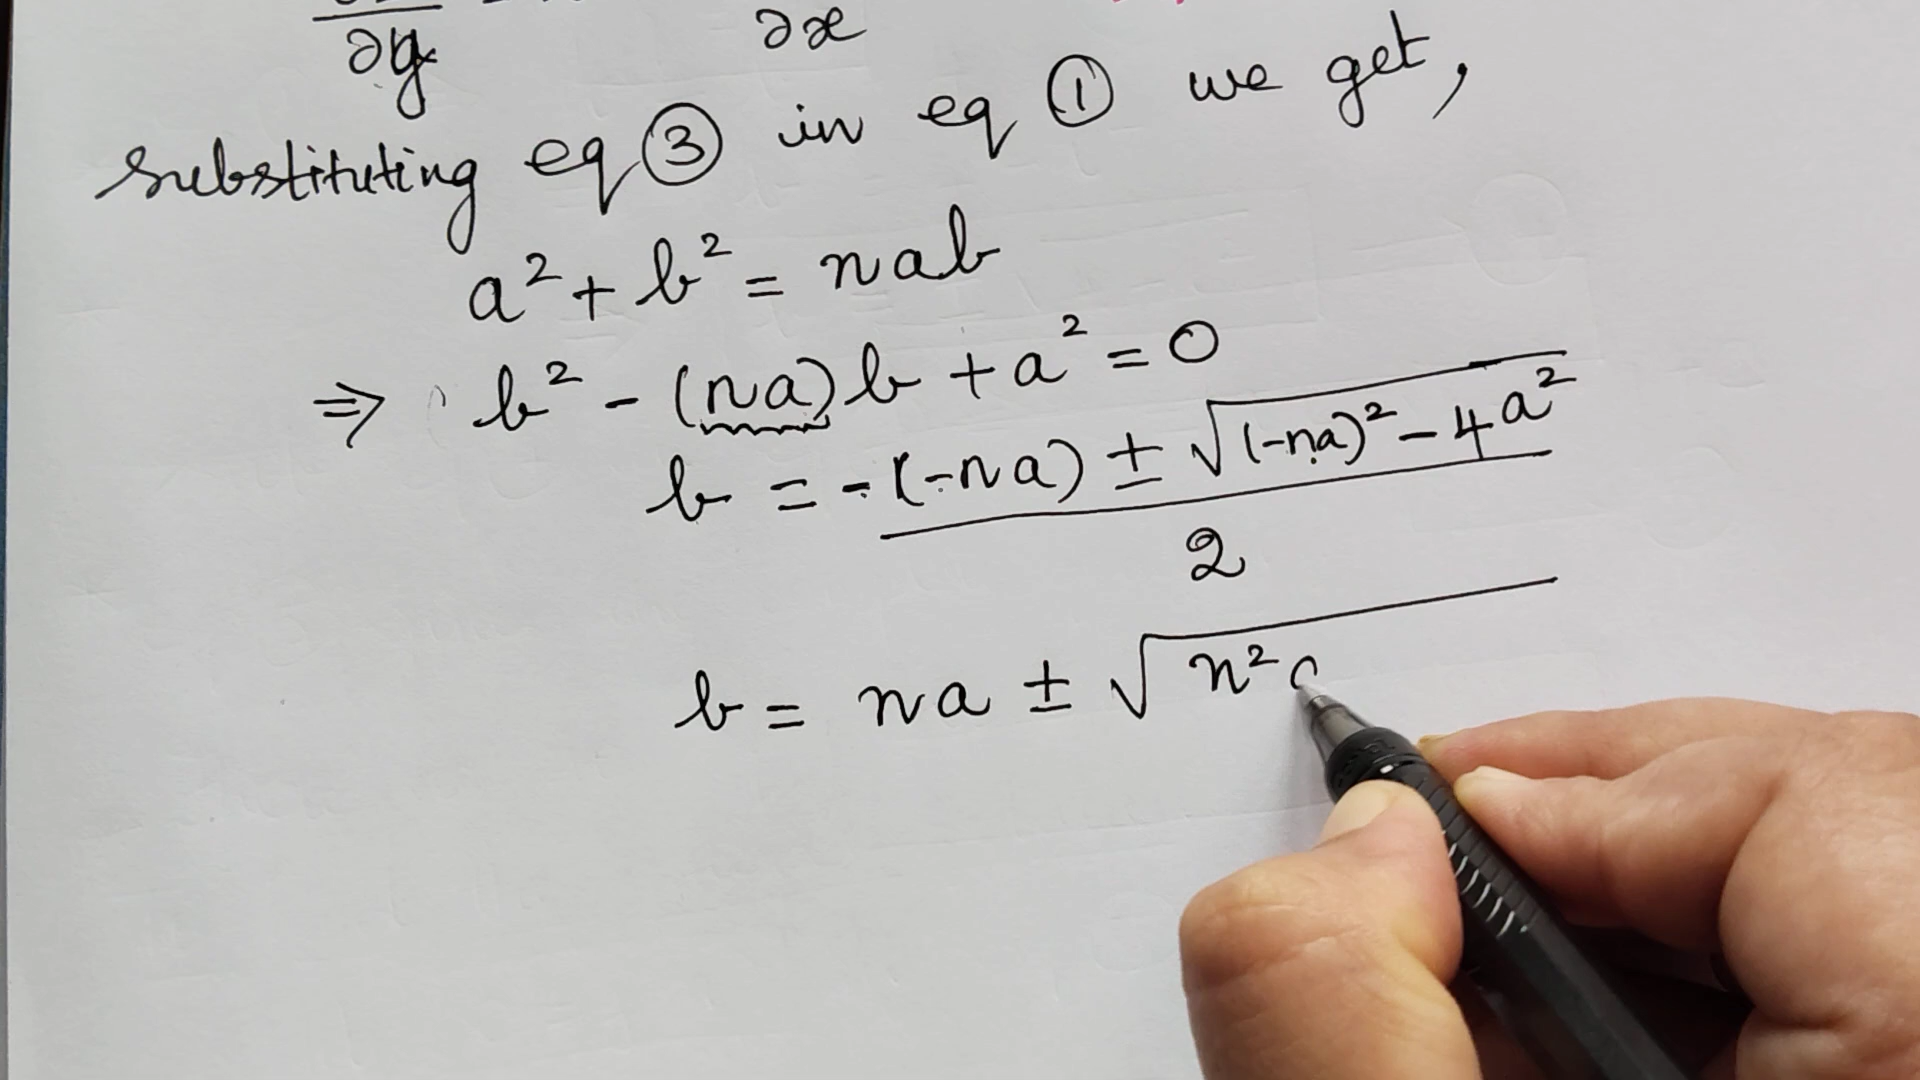 ∂y ∂x
substituting eq ③ in eq ① we get,
a² + b² = nab
⇒ b² - (na)b + a² = 0
b = -(-na) ± √(-na)² - 4a²
2
b = na ± √n²